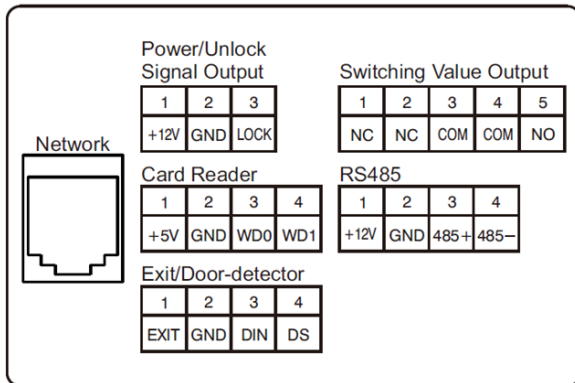 Power/Unlock
Signal Output
1 2 3
+12V GND LOCK
Switching Value Output
1 2 3 4 5
NC NC COM COM NO
Network
Card Reader
1 2 3 4
+5V GND WD0 WD1
RS485
1 2 3 4
+12V GND 485+ 485−
Exit/Door-detector
1 2 3 4
EXIT GND DIN DS